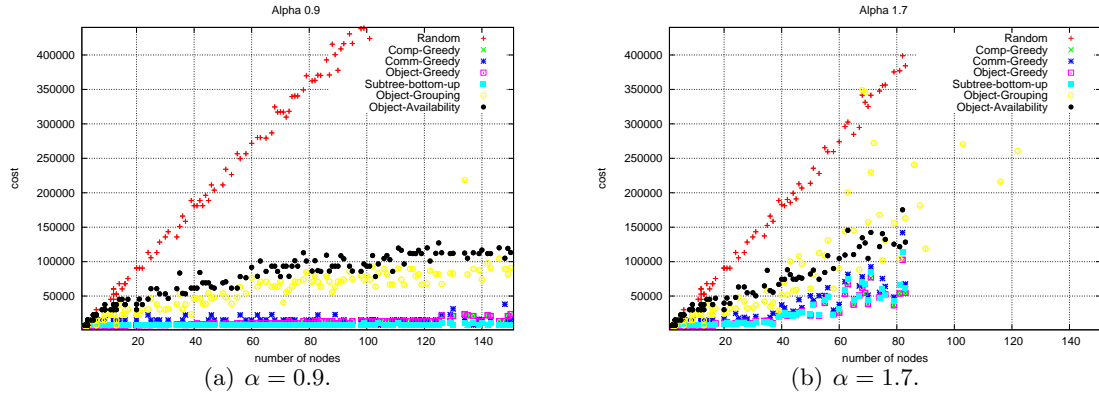 Alpha 0.9
400000
350000
300000
250000
200000
150000
100000
50000
cost
20 40 60 80 100 120 140
number of nodes
Random
Comp-Greedy
Comm-Greedy
Object-Greedy
Subtree-bottom-up
Object-Grouping
Object-Availability
(a) α = 0.9.
Alpha 1.7
400000
350000
300000
250000
200000
150000
100000
50000
cost
20 40 60 80 100 120 140
number of nodes
Random
Comp-Greedy
Comm-Greedy
Object-Greedy
Subtree-bottom-up
Object-Grouping
Object-Availability
(b) α = 1.7.